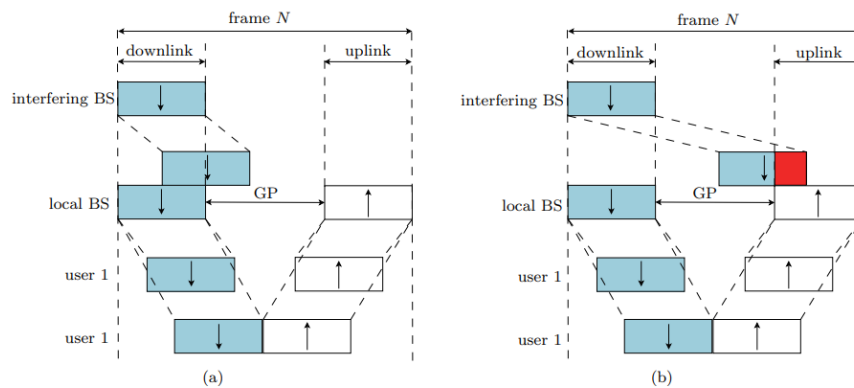 frame N
downlink
uplink
interfering BS
local BS
GP
user 1
user 1
(a)
frame N
downlink
uplink
interfering BS
local BS
GP
user 1
user 1
(b)